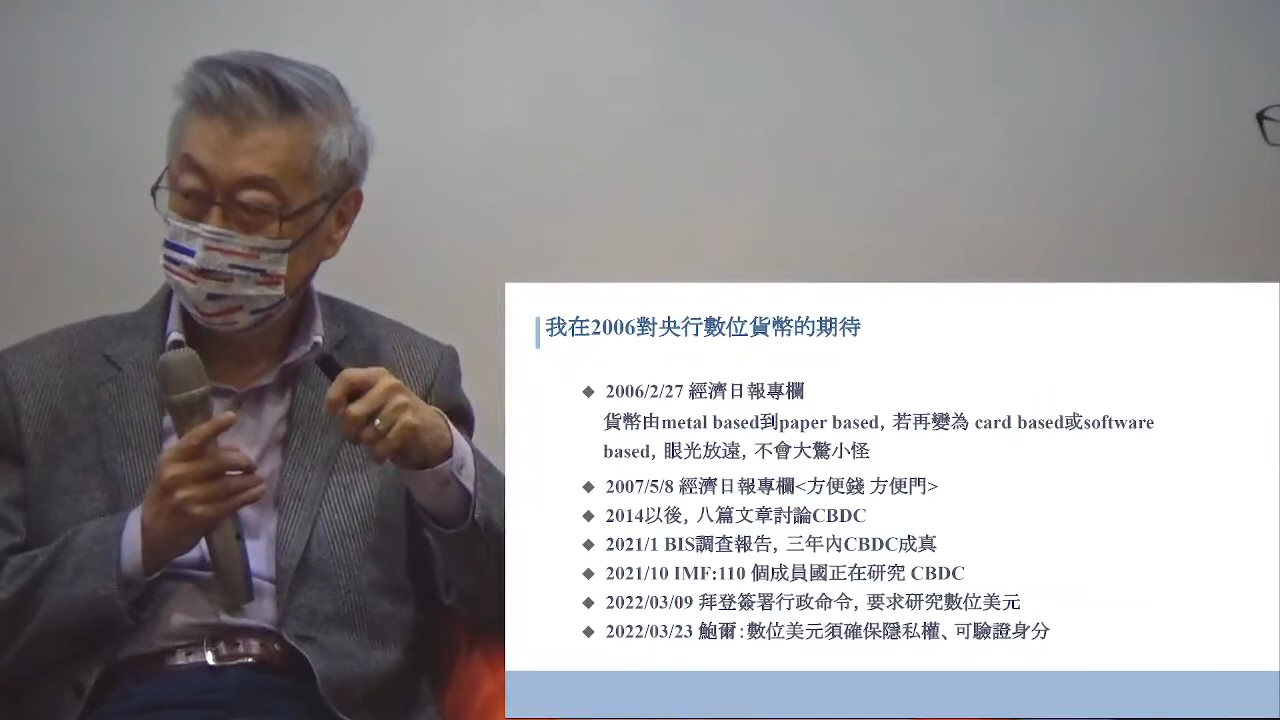 我在2006對央行數位貨幣的期待
◆ 2006/2/27 經濟日報專欄
貨幣由metal based到paper based, 若再變為 card based或software
based, 眼光放遠, 不會大驚小怪
◆ 2007/5/8 經濟日報專欄<方便錢 方便門>
◆ 2014以後, 八篇文章討論CBDC
◆ 2021/1 BIS調查報告, 三年內CBDC成真
◆ 2021/10 IMF:110 個成員國正在研究 CBDC
◆ 2022/03/09 拜登簽署行政命令, 要求研究數位美元
◆ 2022/03/23 鮑爾:數位美元須確保隱私權、可驗證身分